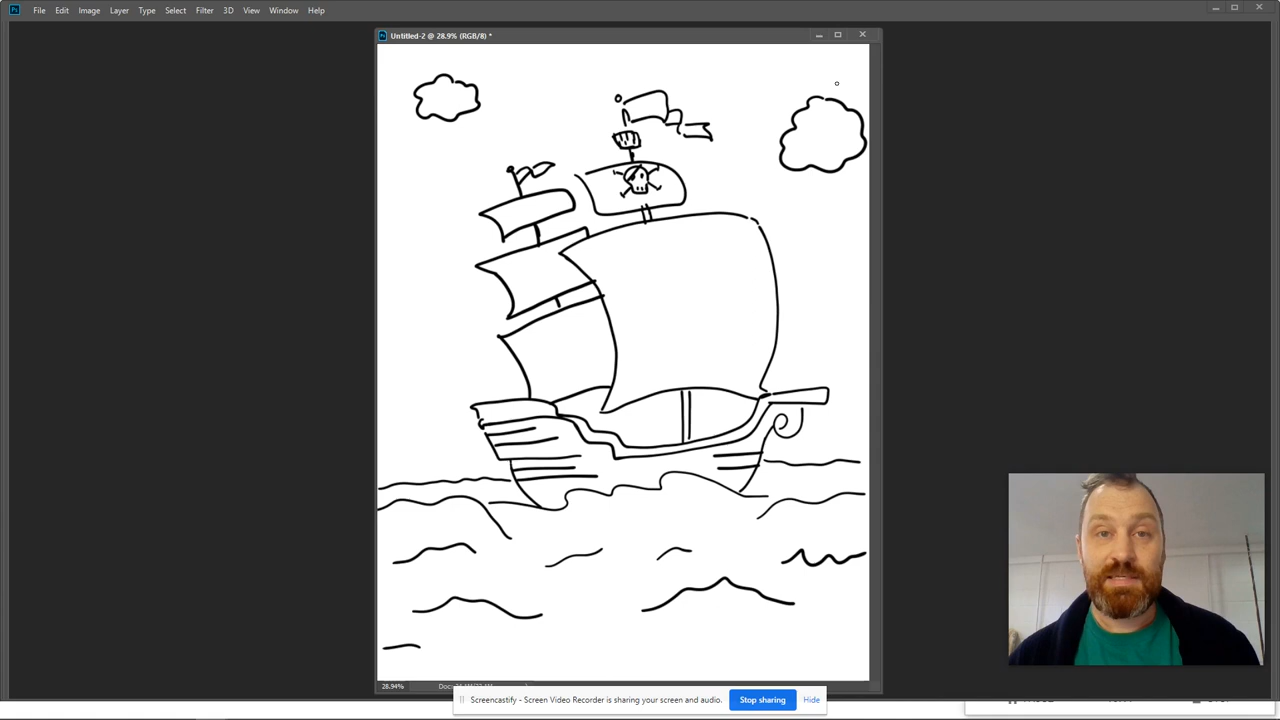 Ps File Edit Image Layer Type Select Filter 3D View Window Help
Untitled-2 @ 28.9% (RGB/8) *
28.94%
Screencastify - Screen Video Recorder is sharing your screen and audio. Stop sharing Hide